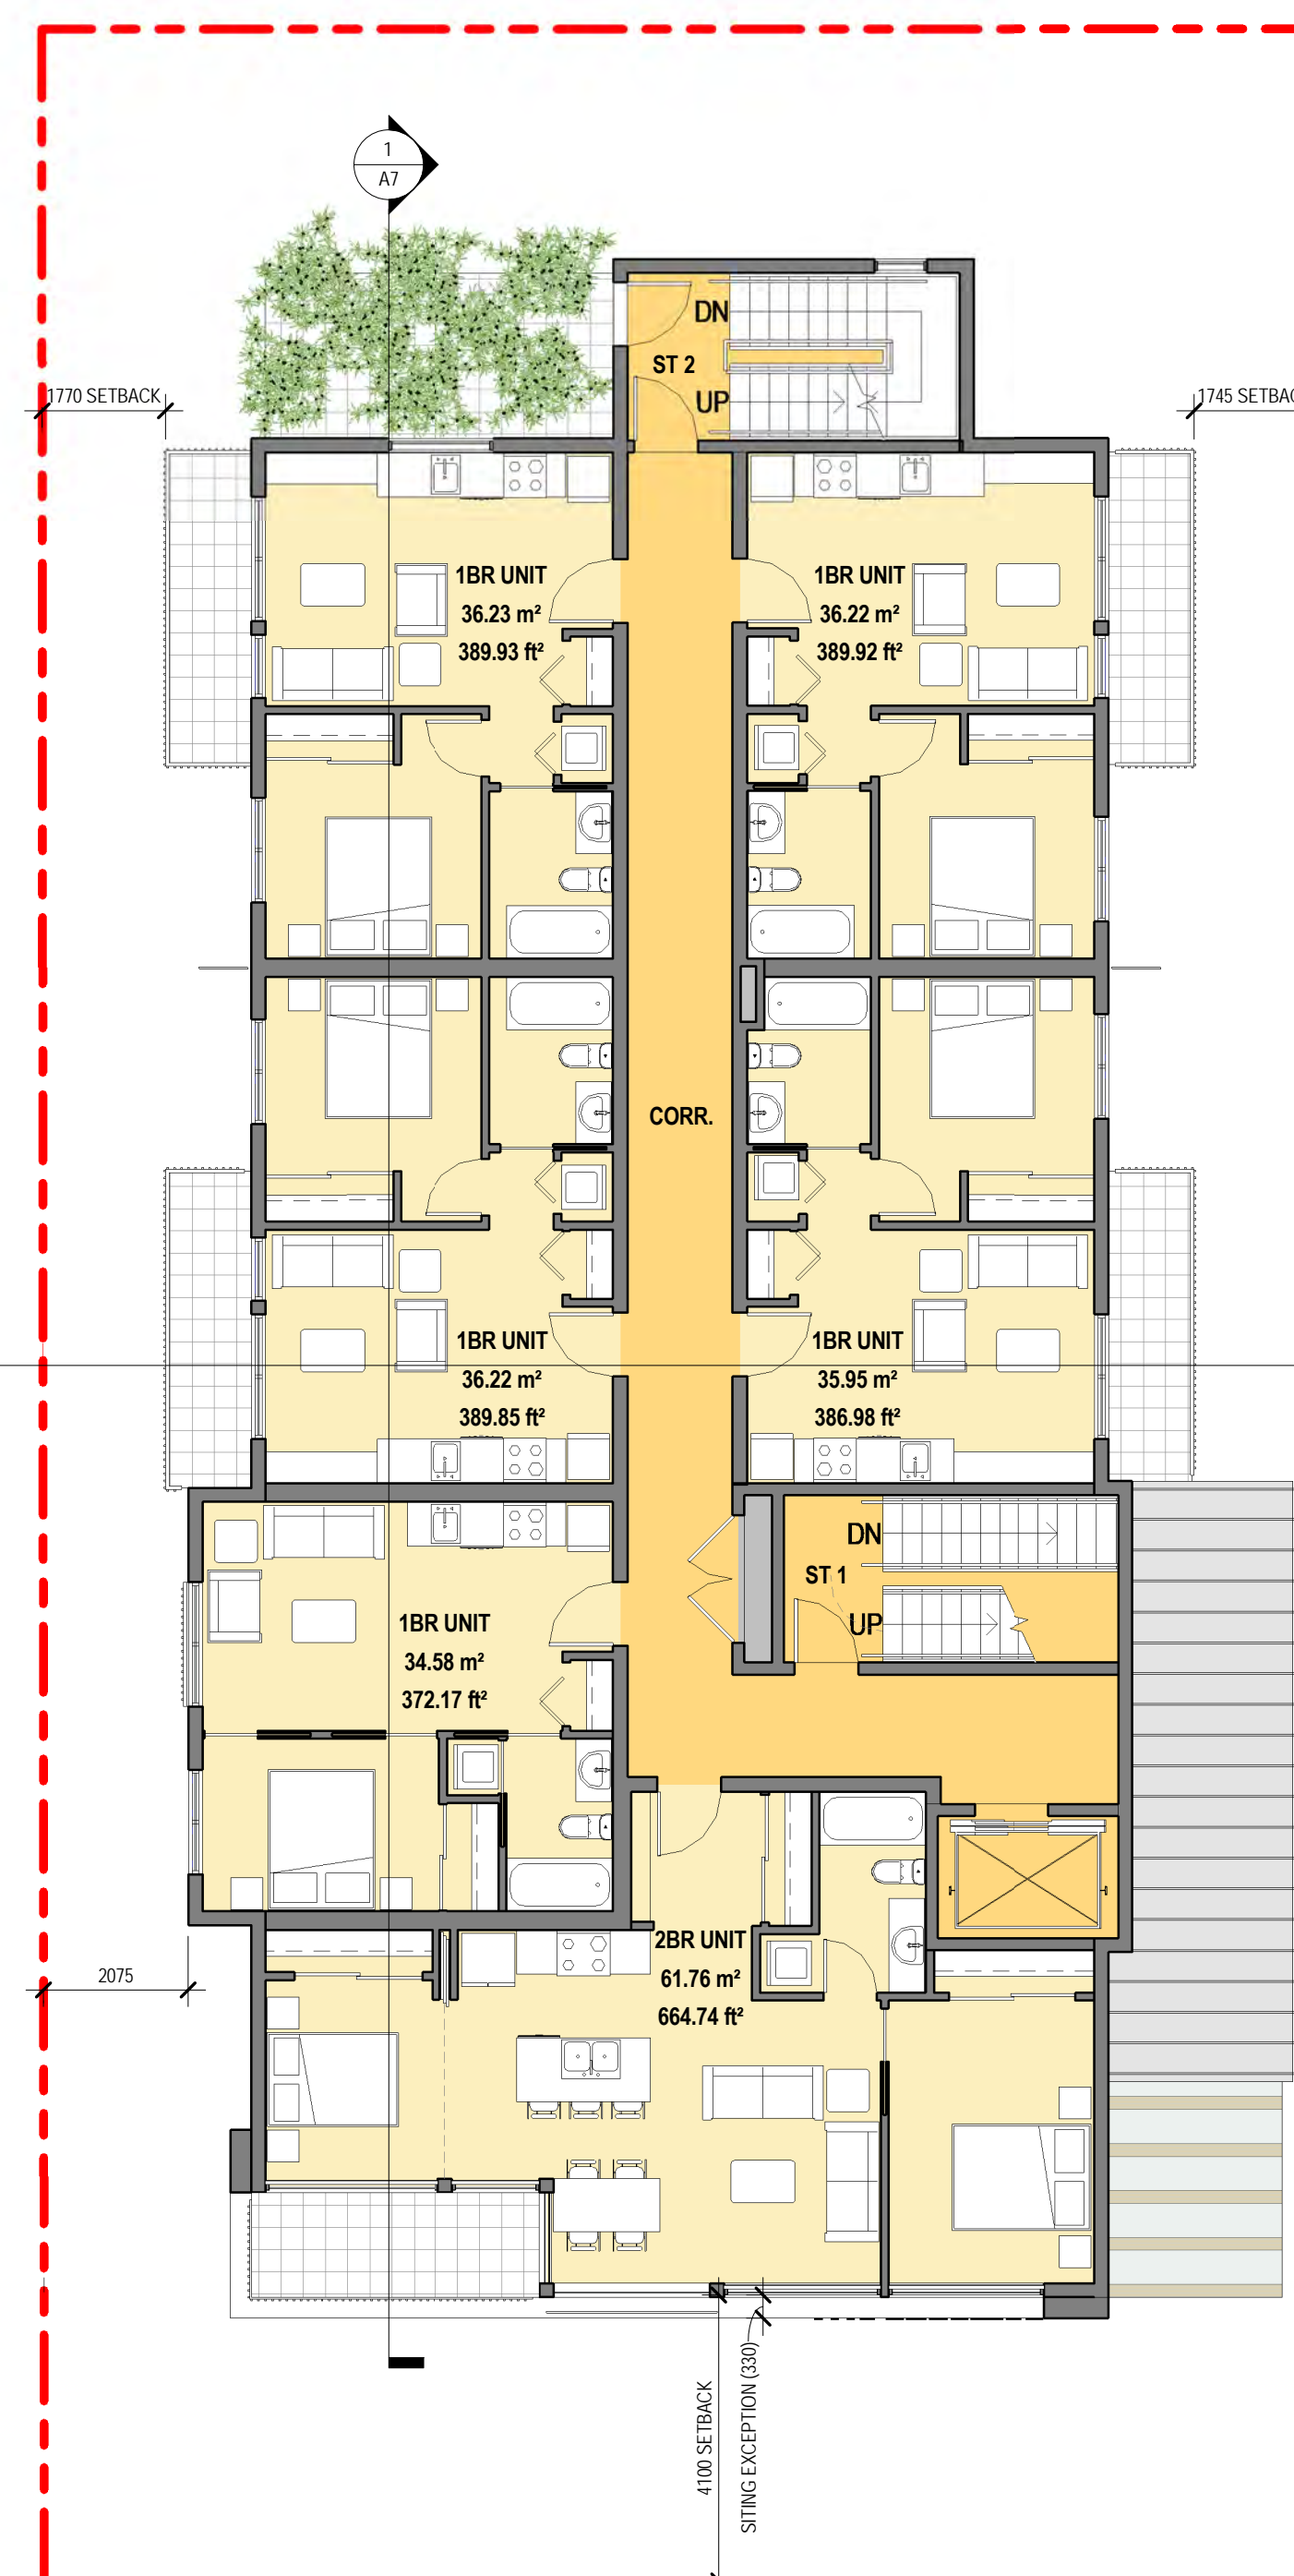 1
A7
DN
ST 2
UP
1770 SETBACK
1745 SETBAC
1BR UNIT
36.23 m²
389.93 ft²
1BR UNIT
36.22 m²
389.92 ft²
CORR.
1BR UNIT
36.22 m²
389.85 ft²
1BR UNIT
35.95 m²
386.98 ft²
DN
ST 1
UP
1BR UNIT
34.58 m²
372.17 ft²
2BR UNIT
61.76 m²
664.74 ft²
2075
4100 SETBACK
SITING EXCEPTION (330)